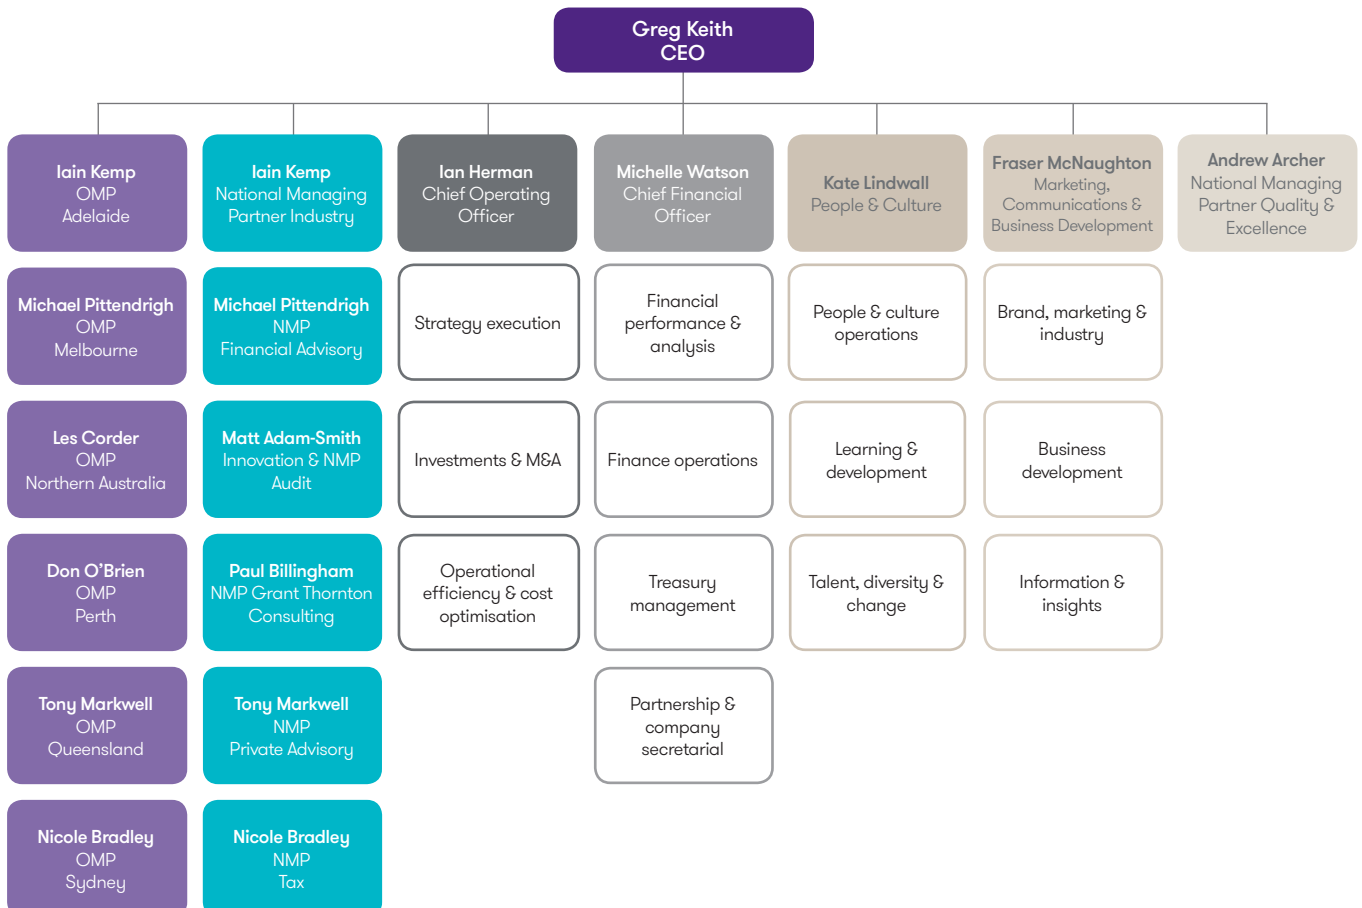 Greg Keith
CEO
Iain Kemp
OMP
Adelaide
Iain Kemp
National Managing
Partner Industry
Ian Herman
Chief Operating
Officer
Michelle Watson
Chief Financial
Officer
Kate Lindwall
People & Culture
Fraser McNaughton
Marketing,
Communications &
Business Development
Andrew Archer
National Managing
Partner Quality &
Excellence
Michael Pittendrigh
OMP
Melbourne
Michael Pittendrigh
NMP
Financial Advisory
Strategy execution
Financial
performance &
analysis
People & culture
operations
Brand, marketing &
industry
Les Corder
OMP
Northern Australia
Matt Adam-Smith
Innovation & NMP
Audit
Investments & M&A
Finance operations
Learning &
development
Business
development
Don O’Brien
OMP
Perth
Paul Billingham
NMP Grant Thornton
Consulting
Operational
efficiency & cost
optimisation
Treasury
management
Talent, diversity &
change
Information &
insights
Tony Markwell
OMP
Queensland
Tony Markwell
NMP
Private Advisory
Partnership &
company
secretarial
Nicole Bradley
OMP
Sydney
Nicole Bradley
NMP
Tax